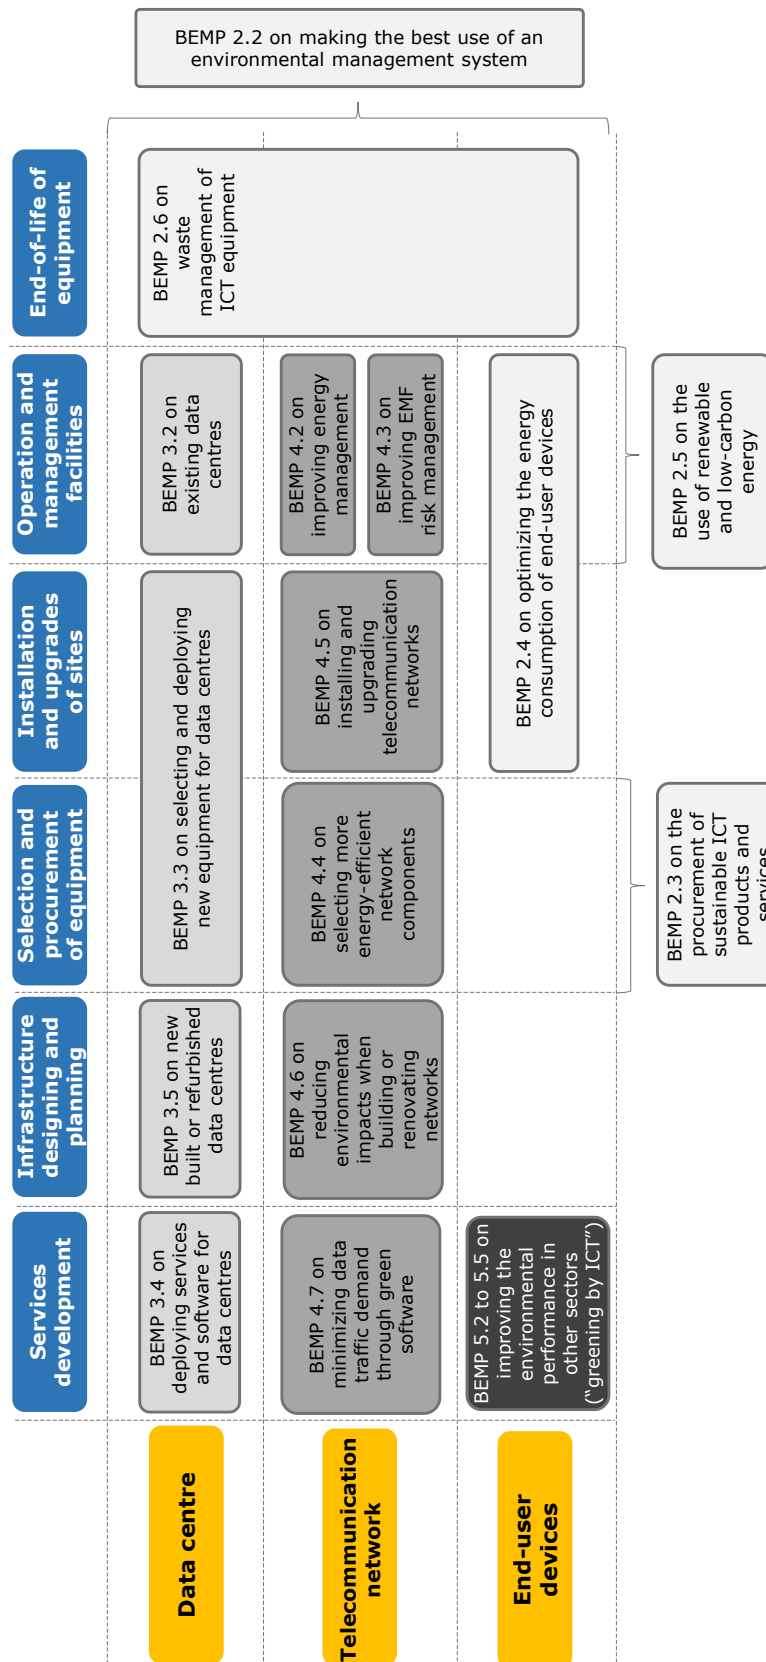 BEMP 2.2 on making the best use of an
environmental management system
Services
development
Infrastructure
designing and
planning
Selection and
procurement
of equipment
Installation
and upgrades
of sites
Operation and
management
facilities
End-of-life of
equipment
Data centre
BEMP 3.4 on
deploying services
and software for
data centres
BEMP 3.5 on new
built or refurbished
data centres
BEMP 3.3 on selecting and deploying
new equipment for data centres
BEMP 3.2 on
existing data
centres
BEMP 2.6 on
waste
management of
ICT equipment
Telecommunication
network
BEMP 4.7 on
minimizing data
traffic demand
through green
software
BEMP 4.6 on
reducing
environmental
impacts when
building or
renovating
networks
BEMP 4.4 on
selecting more
energy-efficient
network
components
BEMP 4.5 on
installing and
upgrading
telecommunication
networks
BEMP 4.2 on
improving energy
management
BEMP 4.3 on
improving EMF
risk management
End-user
devices
BEMP 5.2 to 5.5 on
improving the
environmental
performance in
other sectors
("greening by ICT")
BEMP 2.4 on optimizing the energy
consumption of end-user devices
BEMP 2.3 on the
procurement of
sustainable ICT
products and
services
BEMP 2.5 on the
use of renewable
and low-carbon
energy